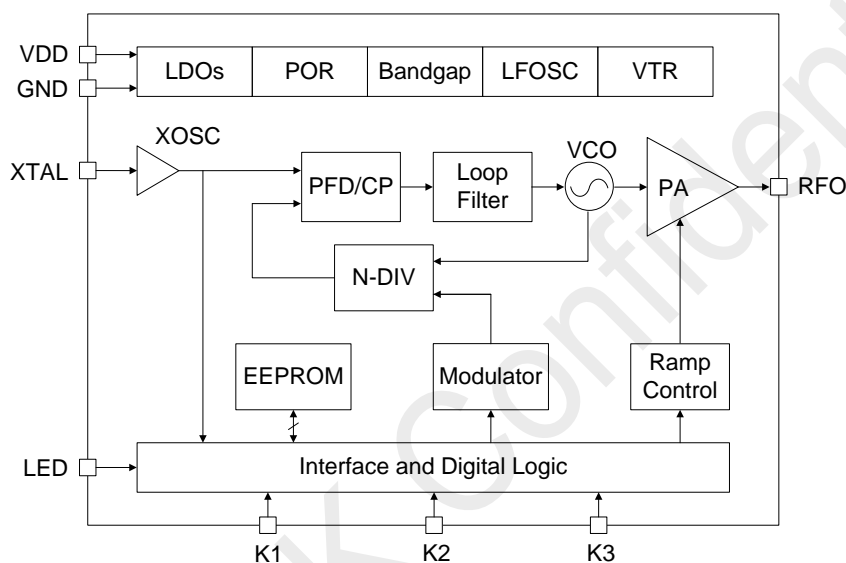 VDD
GND
LDOs POR Bandgap LFOSC VTR
XOSC
XTAL
PFD/CP
Loop
Filter
VCO
PA
RFO
N-DIV
EEPROM
Modulator
Ramp
Control
LED
Interface and Digital Logic
K1 K2 K3
K Confident